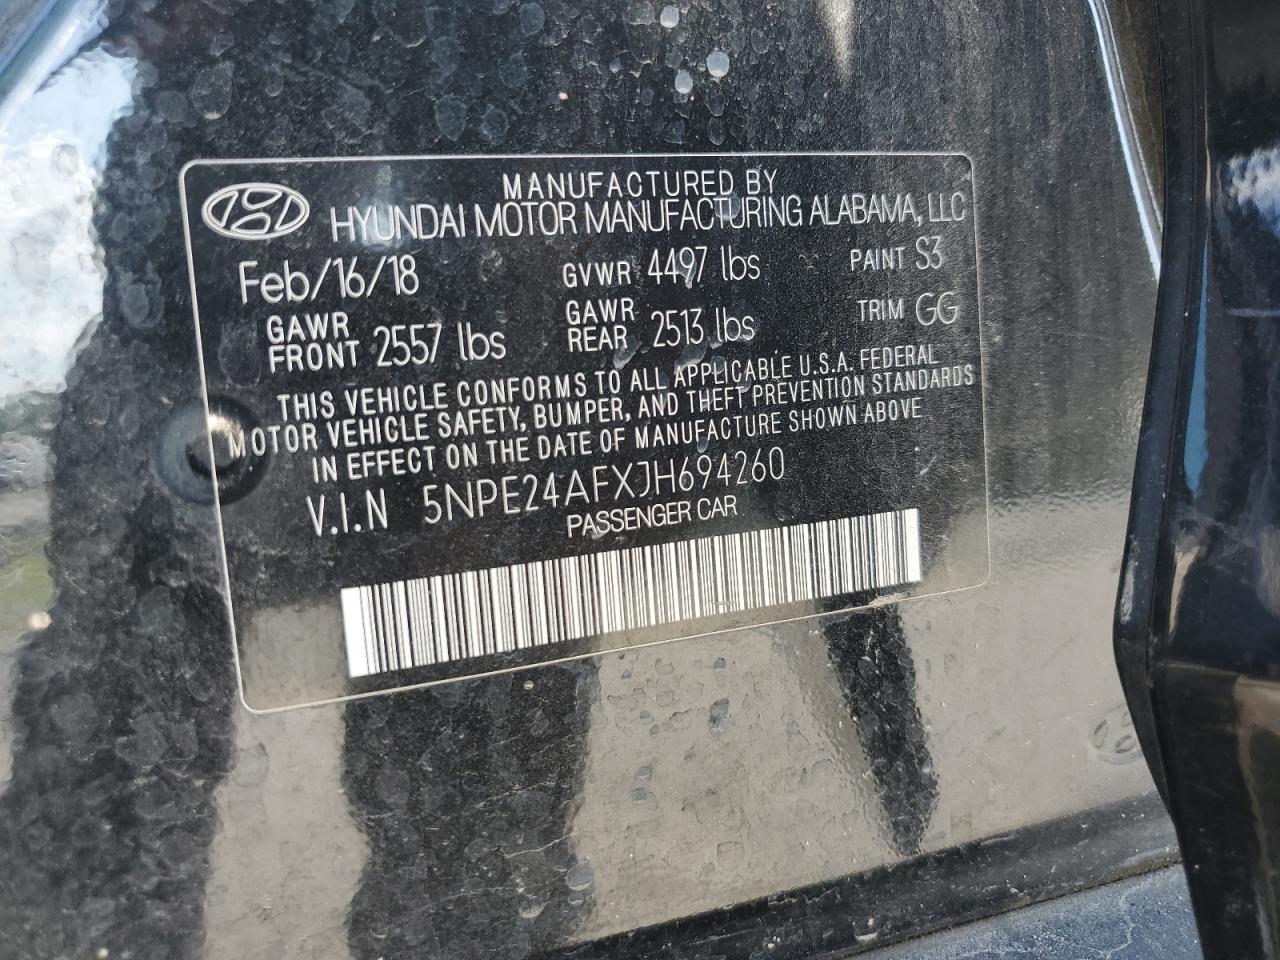 MANUFACTURED BY
HYUNDAI MOTOR MANUFACTURING ALABAMA, LLC
Feb/16/18 GVWR 4497 lbs PAINT S3
GAWR FRONT 2557 lbs GAWR REAR 2513 lbs TRIM GG
THIS VEHICLE CONFORMS TO ALL APPLICABLE U.S.A. FEDERAL
MOTOR VEHICLE SAFETY, BUMPER, AND THEFT PREVENTION STANDARDS
IN EFFECT ON THE DATE OF MANUFACTURE SHOWN ABOVE
V.I.N 5NPE24AFXJH694260
PASSENGER CAR